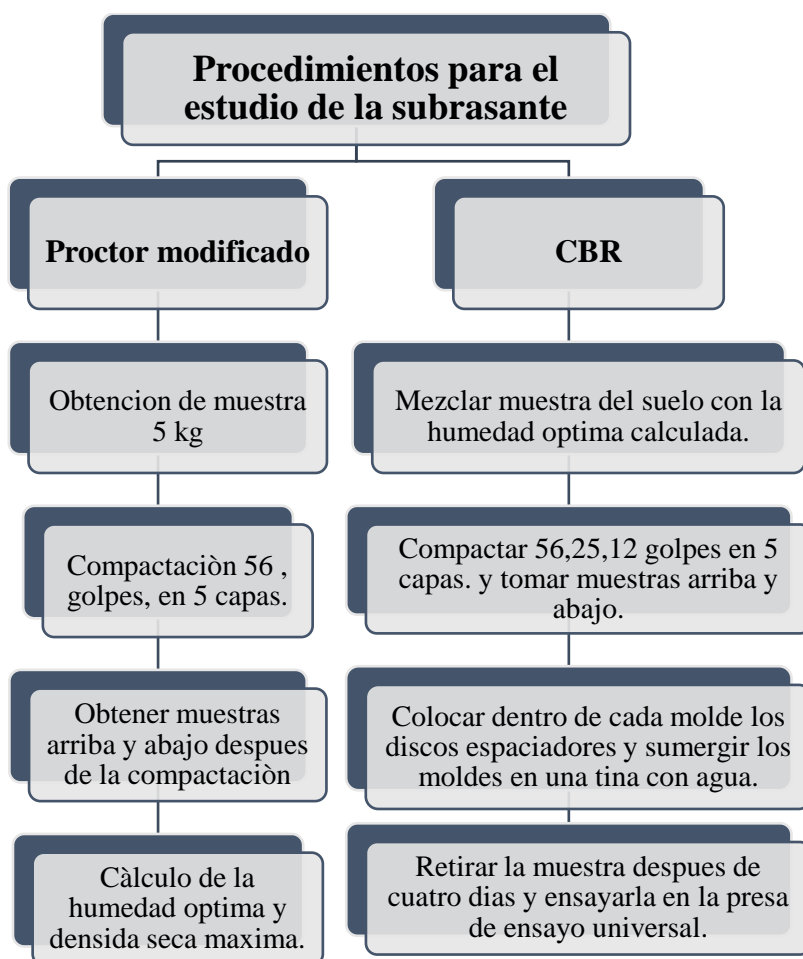 Procedimientos para el
estudio de la subrasante
Proctor modificado
CBR
Obtencion de muestra
5 kg
Mezclar muestra del suelo con la
humedad optima calculada.
Compactaciòn 56 ,
golpes, en 5 capas.
Compactar 56,25,12 golpes en 5
capas. y tomar muestras arriba y
abajo.
Obtener muestras
arriba y abajo despues
de la compactaciòn
Colocar dentro de cada molde los
discos espaciadores y sumergir los
moldes en una tina con agua.
Càlculo de la
humedad optima y
densida seca maxima.
Retirar la muestra despues de
cuatro dias y ensayarla en la presa
de ensayo universal.